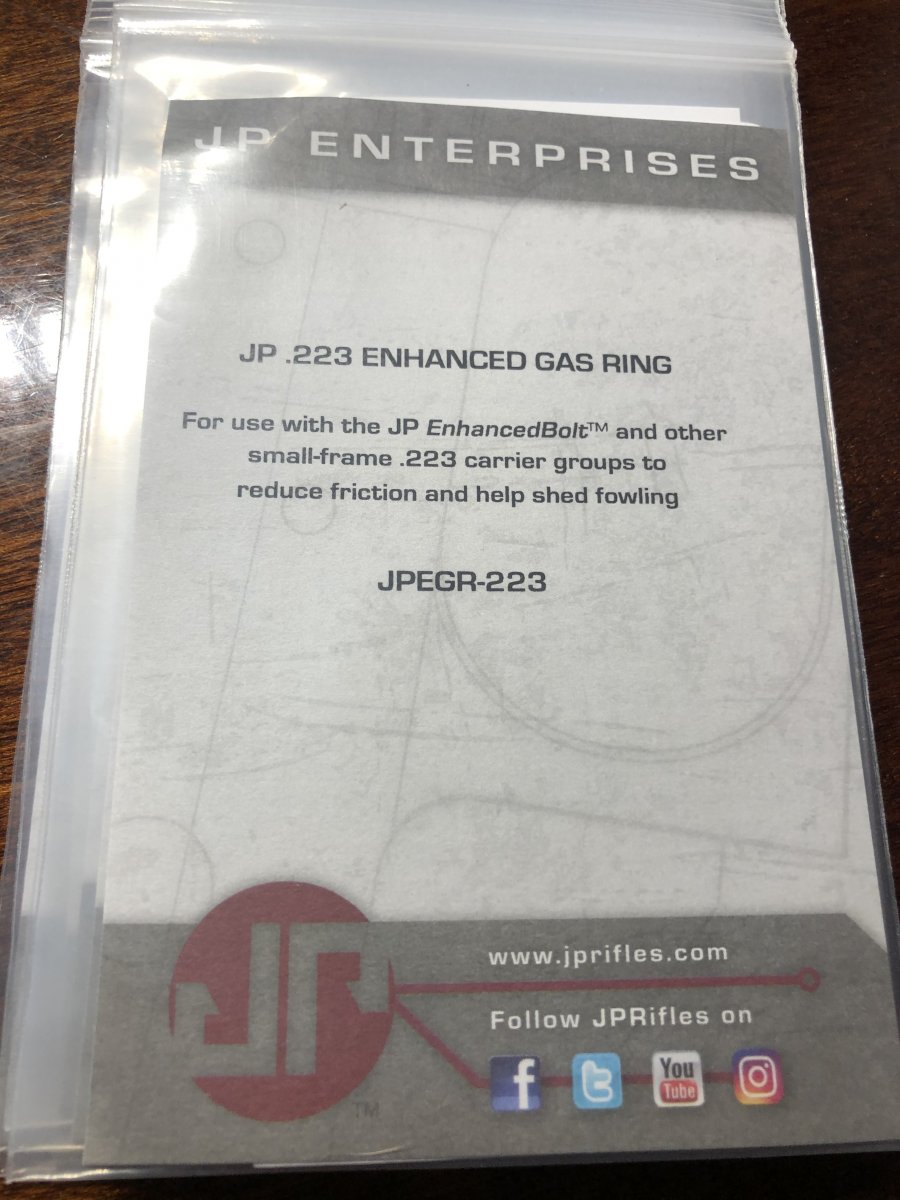 JP ENTERPRISES
JP .223 ENHANCED GAS RING
For use with the JP EnhancedBolt™ and other
small-frame .223 carrier groups to
reduce friction and help shed fowling
JPEGR-223
www.jprifles.com
Follow JPRifles on
JP
TM
f
t
You
Tube